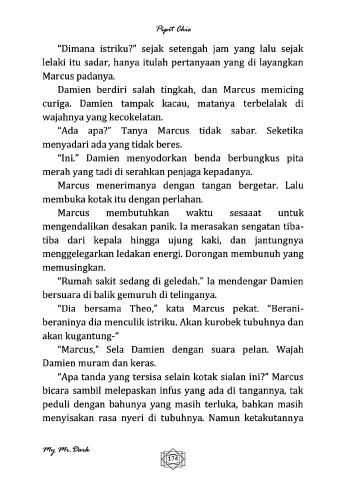 Pipit Chie
"Dimana istriku?" sejak setengah jam yang lalu sejak
lelaki itu sadar, hanya itulah pertanyaan yang di layangkan
Marcus padanya.
Damien berdiri salah tingkah, dan Marcus memicing
curiga. Damien tampak kacau, matanya terbelalak di
wajahnya yang kecokelatan.
"Ada apa?" Tanya Marcus tidak sabar. Seketika
menyadari ada yang tidak beres.
"Ini." Damien menyodorkan benda berbungkus pita
merah yang tadi di serahkan penjaga kepadanya.
Marcus menerimanya dengan tangan bergetar. Lalu
membuka kotak itu dengan perlahan.
Marcus membutuhkan waktu sesaaat untuk
mengendalikan desakan panik. Ia merasakan sengatan tiba-
tiba dari kepala hingga ujung kaki, dan jantungnya
menggelegarkan ledakan energi. Dorongan membunuh yang
memusingkan.
"Rumah sakit sedang di geledah." Ia mendengar Damien
bersuara di balik gemuruh di telinganya.
"Dia bersama Theo," kata Marcus pekat. "Berani-
beraninya dia menculik istriku. Akan kurobek tubuhnya dan
akan kugantung-"
"Marcus," Sela Damien dengan suara pelan. Wajah
Damien muram dan keras.
"Apa tanda yang tersisa selain kotak sialan ini?" Marcus
bicara sambil melepaskan infus yang ada di tangannya, tak
peduli dengan bahunya yang masih terluka, bahkan masih
menyisakan rasa nyeri di tubuhnya. Namun ketakutannya
My Mr.Dark
174